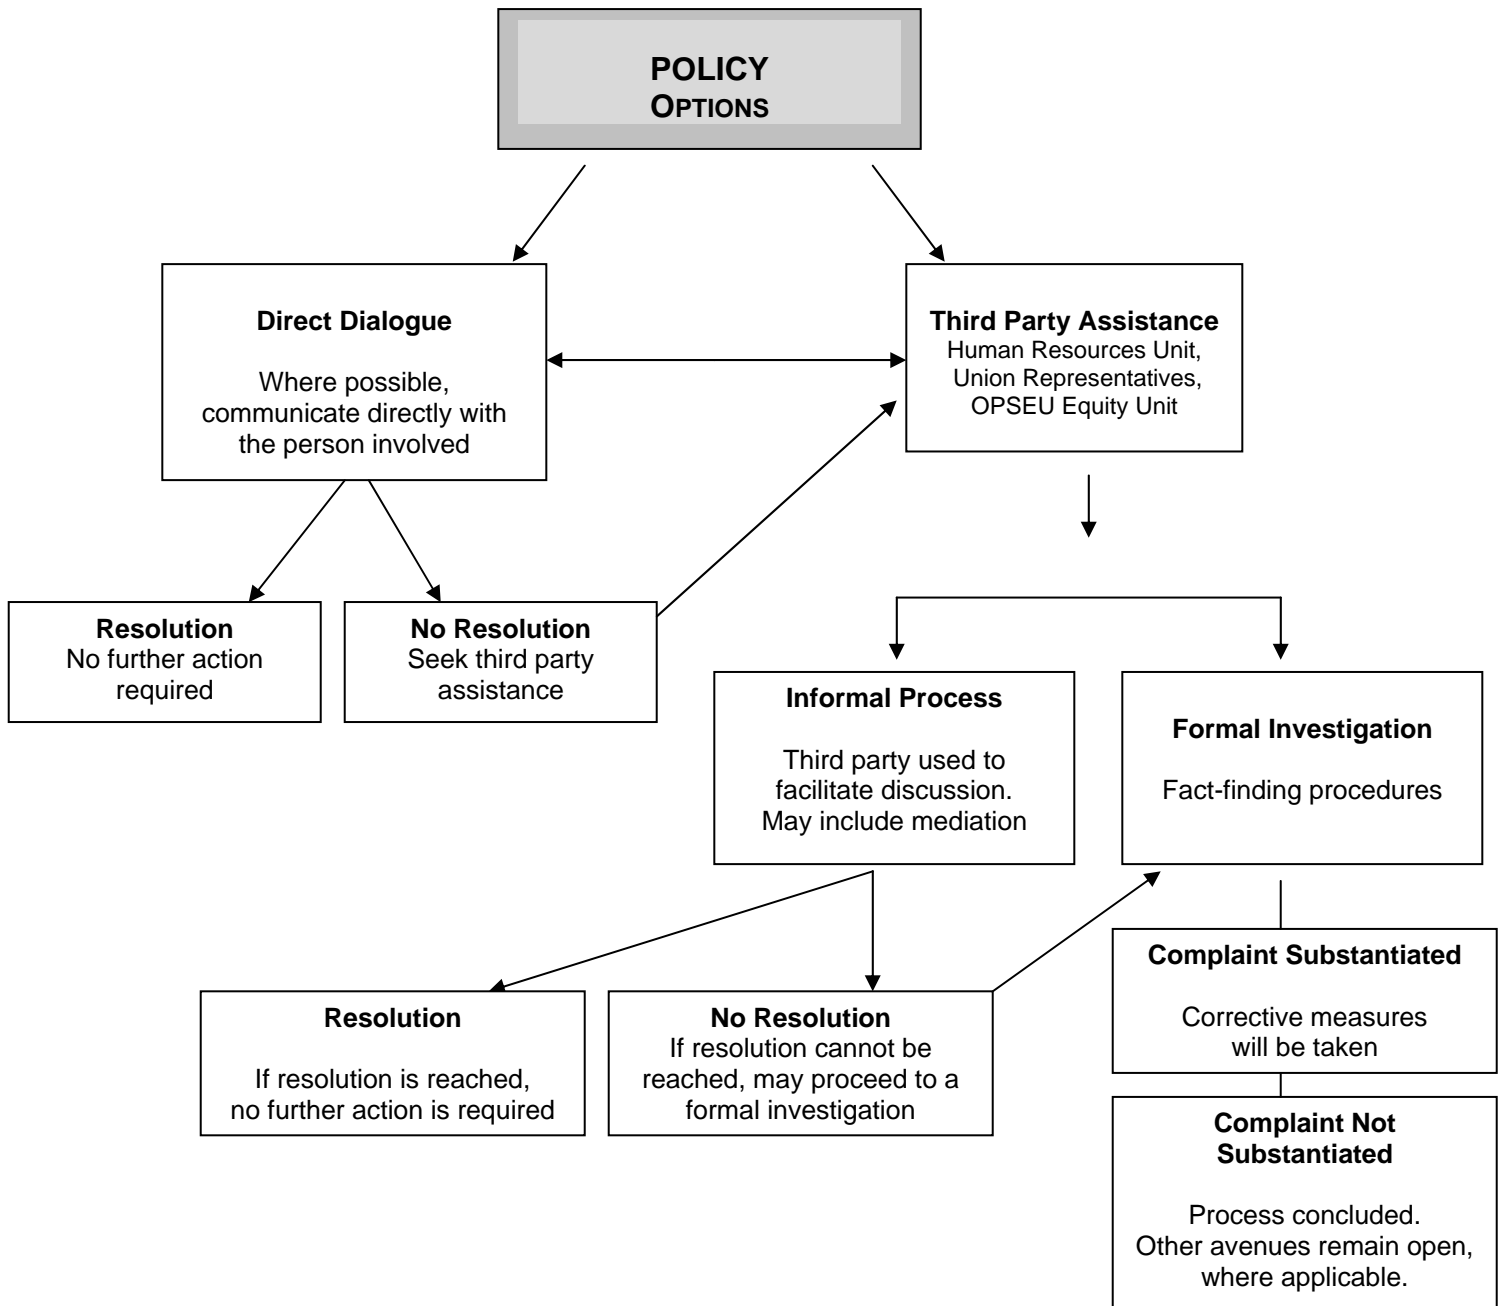 POLICY
OPTIONS
Direct Dialogue
Where possible,
communicate directly with
the person involved
Third Party Assistance
Human Resources Unit,
Union Representatives,
OPSEU Equity Unit
Resolution
No further action
required
No Resolution
Seek third party
assistance
Informal Process
Third party used to
facilitate discussion.
May include mediation
Formal Investigation
Fact-finding procedures
Resolution
If resolution is reached,
no further action is required
No Resolution
If resolution cannot be
reached, may proceed to a
formal investigation
Complaint Substantiated
Corrective measures
will be taken
Complaint Not
Substantiated
Process concluded.
Other avenues remain open,
where applicable.